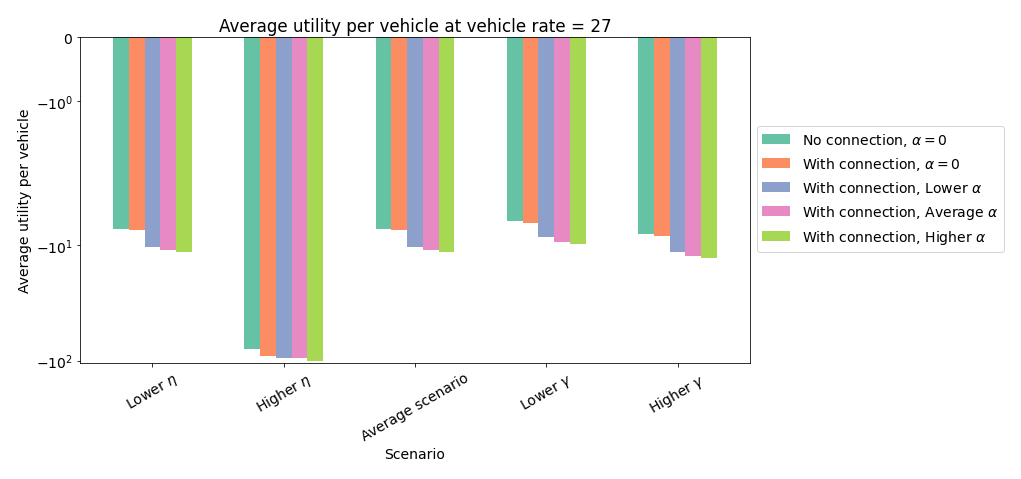 Average utility per vehicle at vehicle rate = 27
Average utility per vehicle
0
−10⁰
−10¹
−10²
Lower η
Higher η
Average scenario
Lower γ
Higher γ
Scenario
No connection, α = 0
With connection, α = 0
With connection, Lower α
With connection, Average α
With connection, Higher α